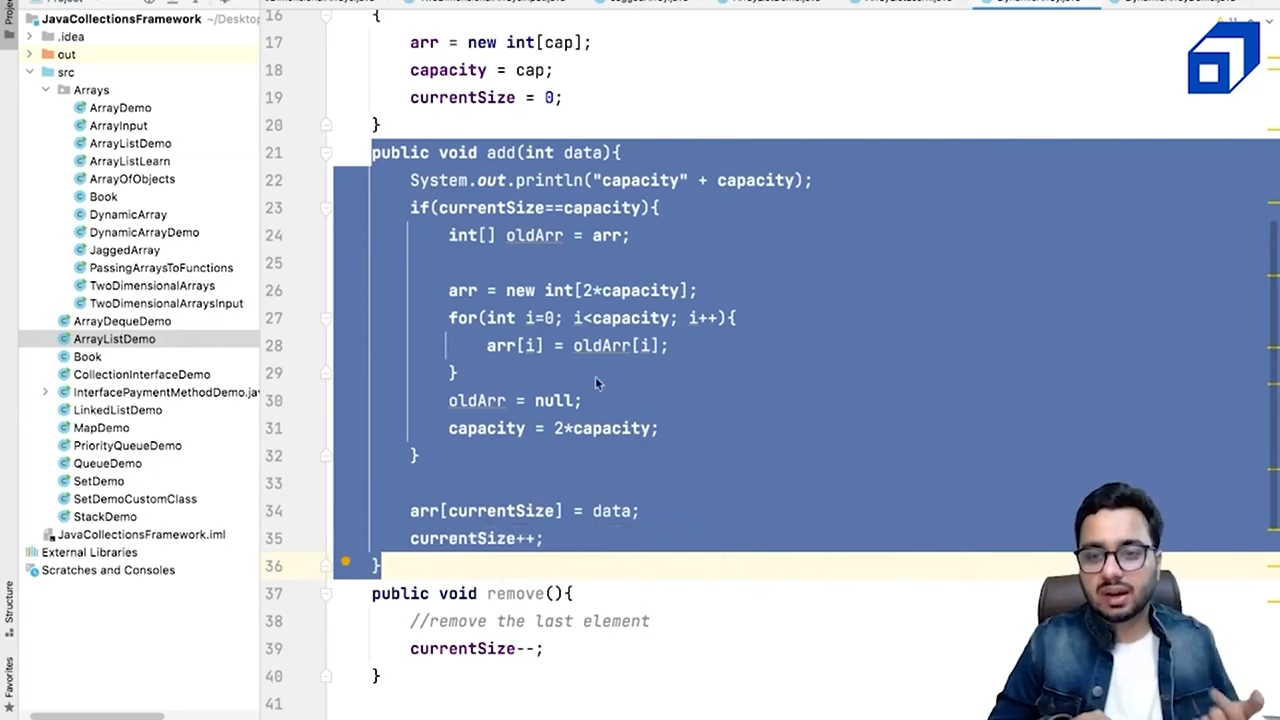 JavaCollectionsFramework ~/Desktop
.idea
out
src
Arrays
ArrayDemo
ArrayInput
ArrayListDemo
ArrayListLearn
ArrayOfObjects
Book
DynamicArray
DynamicArrayDemo
JaggedArray
PassingArraysToFunctions
TwoDimensionalArrays
TwoDimensionalArraysInput
ArrayDequeDemo
ArrayListDemo
Book
CollectionInterfaceDemo
InterfacePaymentMethodDemo.ja
LinkedListDemo
MapDemo
PriorityQueueDemo
QueueDemo
SetDemo
SetDemoCustomClass
StackDemo
JavaCollectionsFramework.iml
External Libraries
Scratches and Consoles
Structure
Favorites
16 {
17 arr = new int[cap];
18 capacity = cap;
19 currentSize = 0;
20 }
21 public void add(int data){
22 System.out.println("capacity" + capacity);
23 if(currentSize==capacity){
24 int[] oldArr = arr;
25
26 arr = new int[2*capacity];
27 for(int i=0; i<capacity; i++){
28 arr[i] = oldArr[i];
29 }
30 oldArr = null;
31 capacity = 2*capacity;
32 }
33
34 arr[currentSize] = data;
35 currentSize++;
36 }
37 public void remove(){
38 //remove the last element
39 currentSize--;
40 }
41